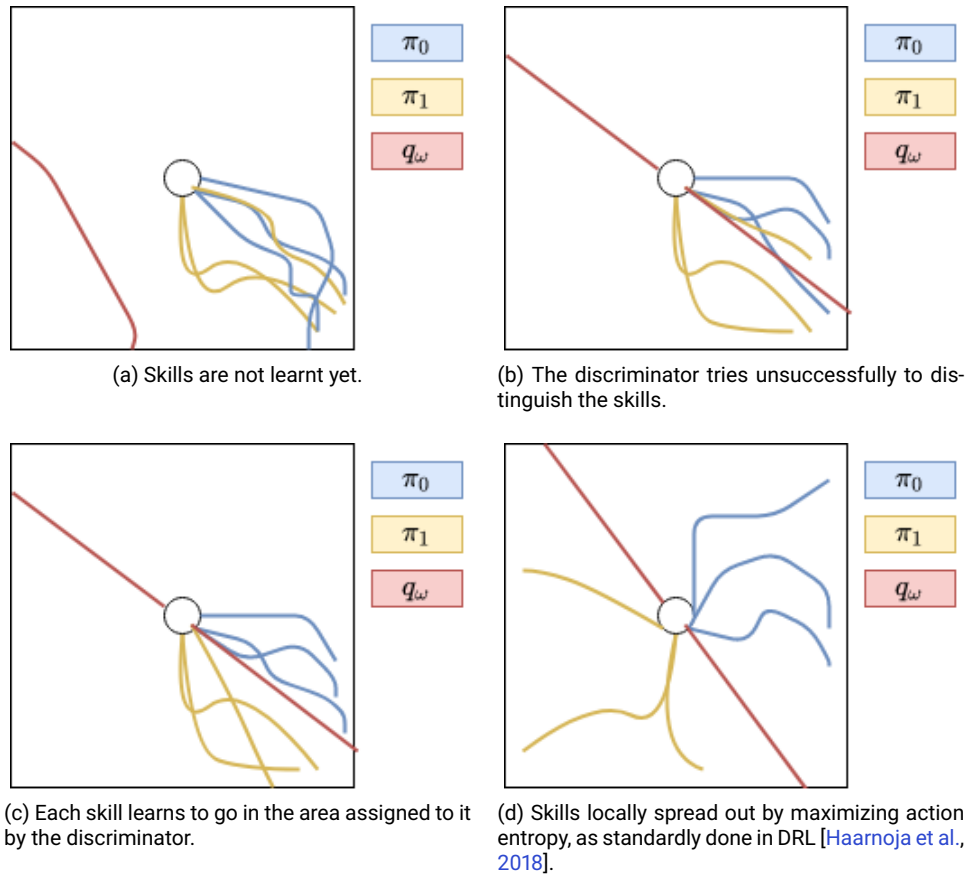 π₀
π₁
qω
(a) Skills are not learnt yet.
π₀
π₁
qω
(b) The discriminator tries unsuccessfully to dis-
tinguish the skills.
π₀
π₁
qω
(c) Each skill learns to go in the area assigned to it
by the discriminator.
π₀
π₁
qω
(d) Skills locally spread out by maximizing action
entropy, as standardly done in DRL [Haarnoja et al.,
2018].